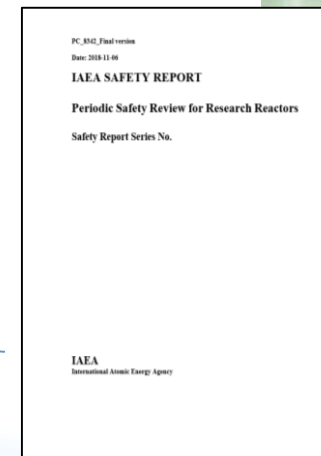 PC_8342_Final version
Date: 2018-11-06
IAEA SAFETY REPORT
Periodic Safety Review for Research Reactors
Safety Report Series No.
IAEA
International Atomic Energy Agency